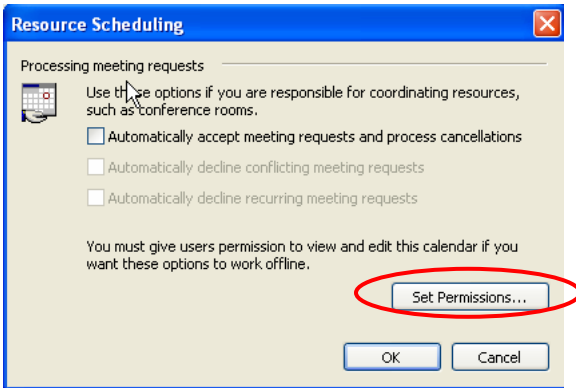 Resource Scheduling
Processing meeting requests
Use these options if you are responsible for coordinating resources,
such as conference rooms.
Automatically accept meeting requests and process cancellations
Automatically decline conflicting meeting requests
Automatically decline recurring meeting requests
You must give users permission to view and edit this calendar if you
want these options to work offline.
Set Permissions...
OK Cancel